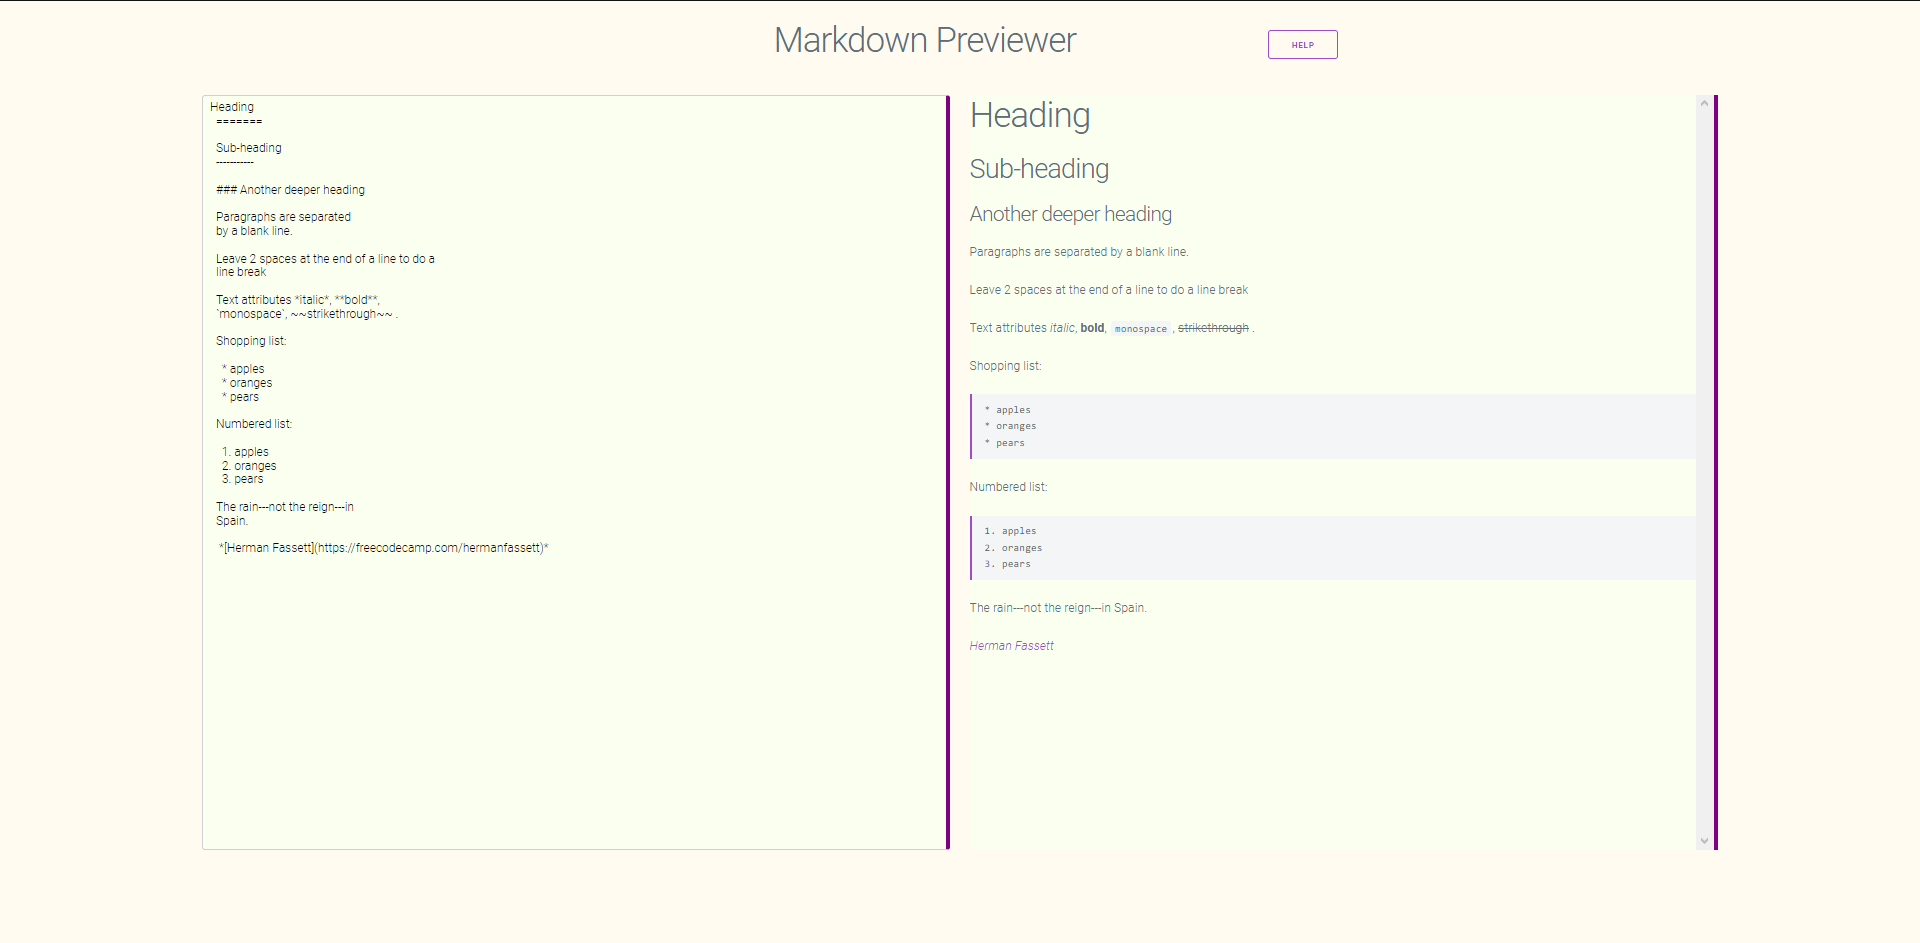 Markdown Previewer
HELP
Heading
=======
Sub-heading
-----------
### Another deeper heading
Paragraphs are separated
by a blank line.
Leave 2 spaces at the end of a line to do a
line break
Text attributes *italic*, **bold**,
`monospace`, ~~strikethrough~~ .
Shopping list:
* apples
* oranges
* pears
Numbered list:
1. apples
2. oranges
3. pears
The rain---not the reign---in
Spain.
*[Herman Fassett](https://freecodecamp.com/hermanfassett)*
Heading
Sub-heading
Another deeper heading
Paragraphs are separated by a blank line.
Leave 2 spaces at the end of a line to do a line break
Text attributes italic, bold, monospace , strikethrough .
Shopping list:
* apples
* oranges
* pears
Numbered list:
1. apples
2. oranges
3. pears
The rain---not the reign---in Spain.
Herman Fassett